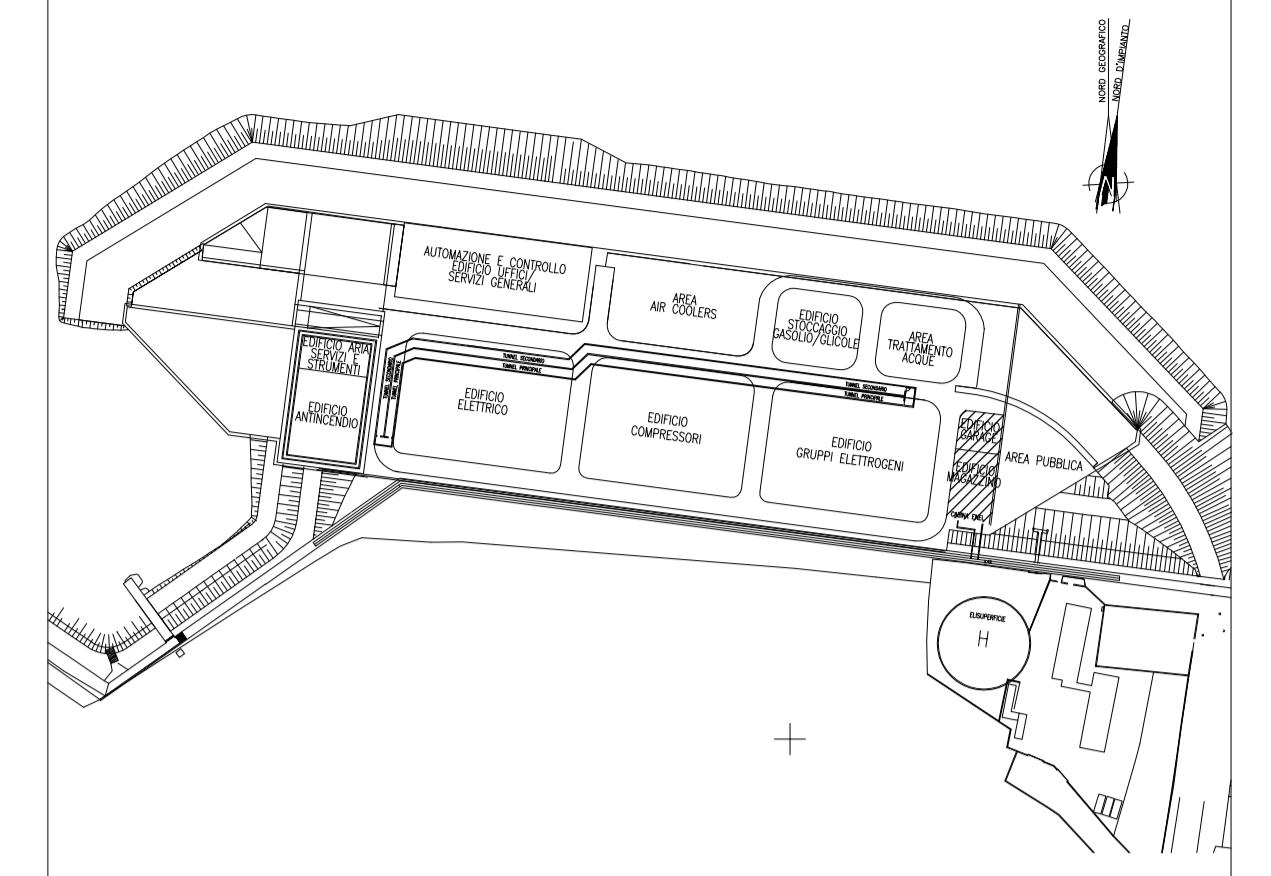 NORD GEOGRAFICO
NORD D'IMPIANTO
N
AUTOMAZIONE E CONTROLLO
EDIFICIO UFFICI/
SERVIZI GENERALI
AREA
AIR COOLERS
EDIFICIO
STOCCAGGIO
GASOLIO/GLICOLE
AREA
TRATTAMENTO
ACQUE
EDIFICIO ARIA
SERVIZI E
STRUMENTI
EDIFICIO
ANTINCENDIO
TUNNEL SECONDARIO
TUNNEL PRINCIPALE
TUNNEL SECONDARIO
TUNNEL PRINCIPALE
TUNNEL SECONDARIO
TUNNEL PRINCIPALE
EDIFICIO
ELETTRICO
EDIFICIO
COMPRESSORI
EDIFICIO
GRUPPI ELETTROGENI
EDIFICIO
GARAGE
EDIFICIO
MAGAZZINO
AREA PUBBLICA
CABINA ENEL
ELISUPERFICIE
H